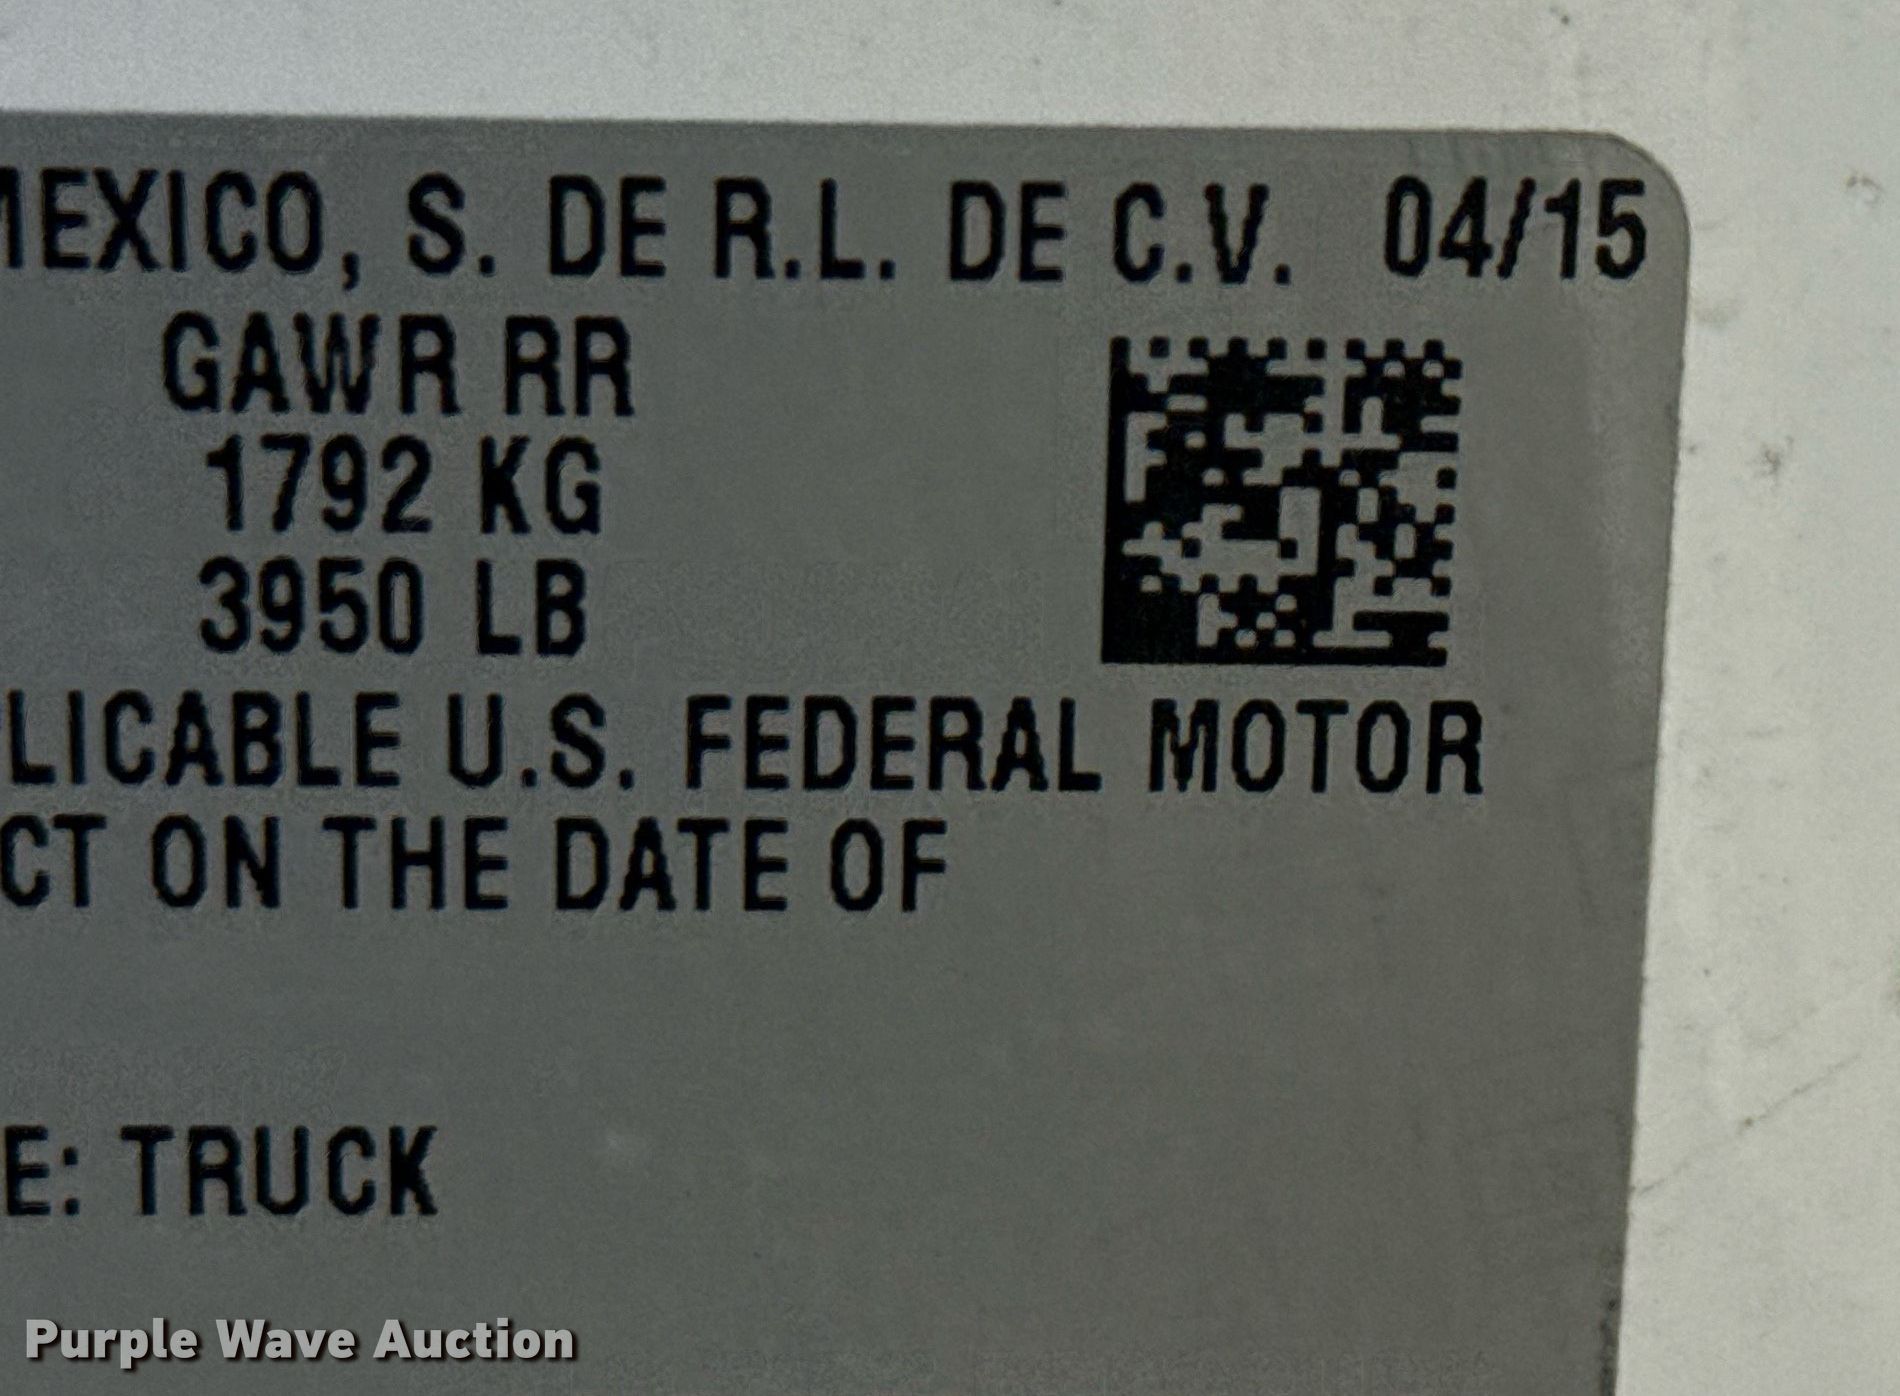 MEXICO, S. DE R.L. DE C.V. 04/15
GAWR RR
1792 KG
3950 LB
PLICABLE U.S. FEDERAL MOTOR
CT ON THE DATE OF
E: TRUCK
Purple Wave Auction